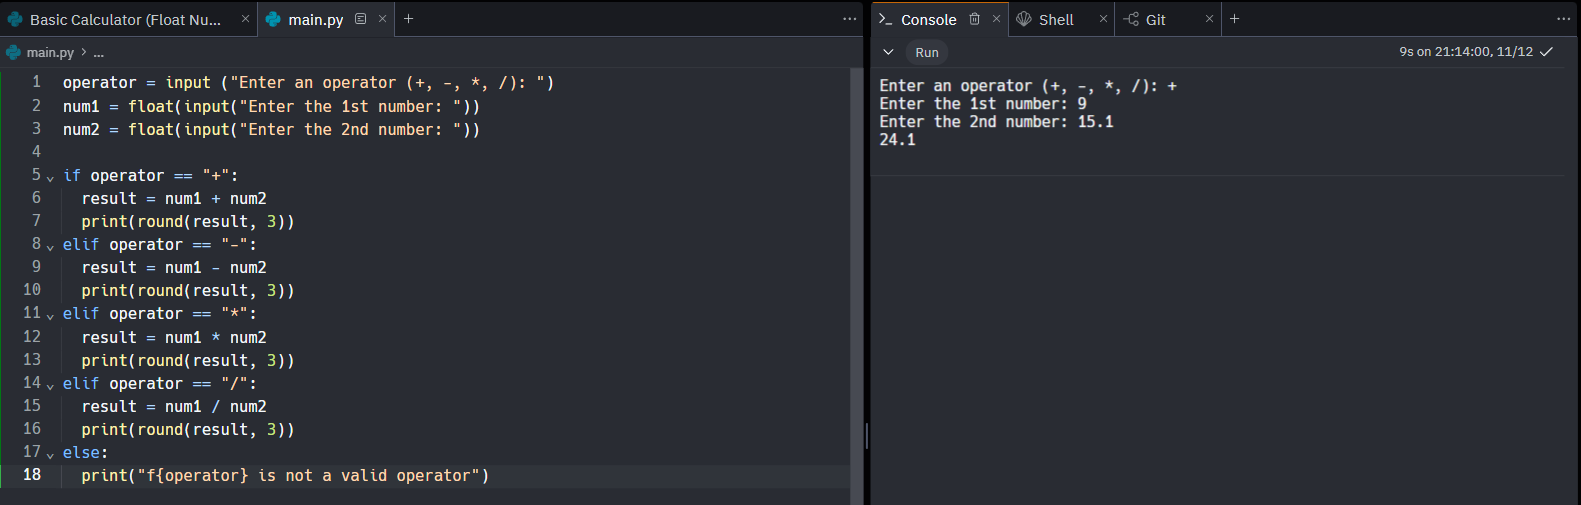 Basic Calculator (Float Nu... × main.py × +
main.py > ...
1 operator = input ("Enter an operator (+, -, *, /): ")
2 num1 = float(input("Enter the 1st number: "))
3 num2 = float(input("Enter the 2nd number: "))
4
5 if operator == "+":
6 result = num1 + num2
7 print(round(result, 3))
8 elif operator == "-":
9 result = num1 - num2
10 print(round(result, 3))
11 elif operator == "*":
12 result = num1 * num2
13 print(round(result, 3))
14 elif operator == "/":
15 result = num1 / num2
16 print(round(result, 3))
17 else:
18 print("f{operator} is not a valid operator")
Console × Shell × Git × +
Run 9s on 21:14:00, 11/12
Enter an operator (+, -, *, /): +
Enter the 1st number: 9
Enter the 2nd number: 15.1
24.1